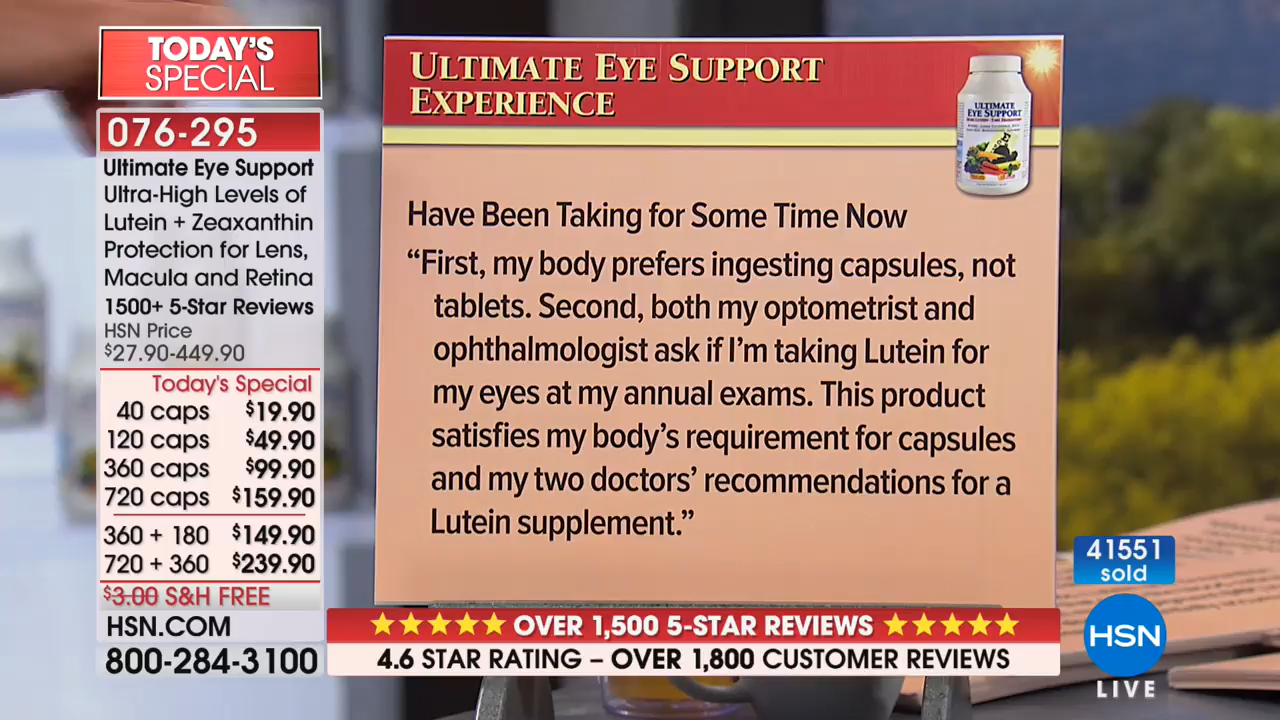 TODAY'S
SPECIAL
076-295
Ultimate Eye Support
Ultra-High Levels of
Lutein + Zeaxanthin
Protection for Lens,
Macula and Retina
1500+ 5-Star Reviews
HSN Price
$27.90-449.90
Today's Special
40 caps $19.90
120 caps $49.90
360 caps $99.90
720 caps $159.90
360 + 180 $149.90
720 + 360 $239.90
$3.00 S&H FREE
HSN.COM
800-284-3100
ULTIMATE EYE SUPPORT
EXPERIENCE
ULTIMATE
EYE SUPPORT
Have Been Taking for Some Time Now
“First, my body prefers ingesting capsules, not
tablets. Second, both my optometrist and
ophthalmologist ask if I’m taking Lutein for
my eyes at my annual exams. This product
satisfies my body’s requirement for capsules
and my two doctors’ recommendations for a
Lutein supplement.”
41551
sold
HSN
LIVE
OVER 1,500 5-STAR REVIEWS
4.6 STAR RATING – OVER 1,800 CUSTOMER REVIEWS